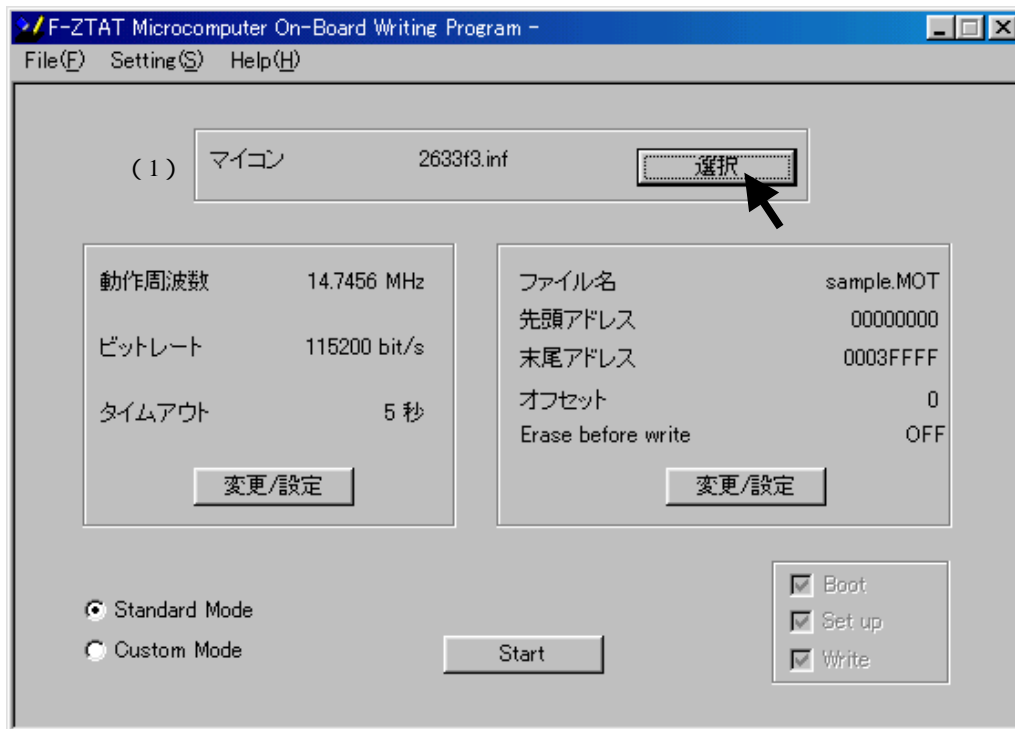 F-ZTAT Microcomputer On-Board Writing Program -
File(F) Setting(S) Help(H)
(1) マイコン 2633f3.inf 選択
動作周波数 14.7456 MHz
ビットレート 115200 bit/s
タイムアウト 5 秒
変更/設定
ファイル名 sample.MOT
先頭アドレス 00000000
末尾アドレス 0003FFFF
オフセット 0
Erase before write OFF
変更/設定
Standard Mode
Custom Mode
Start
Boot
Set up
Write